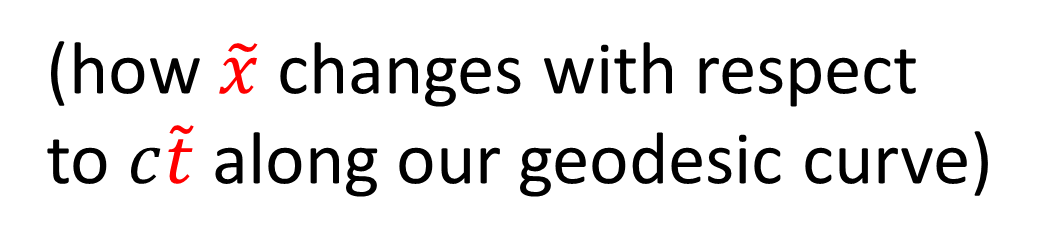 (how x̃ changes with respect
to ct̃ along our geodesic curve)